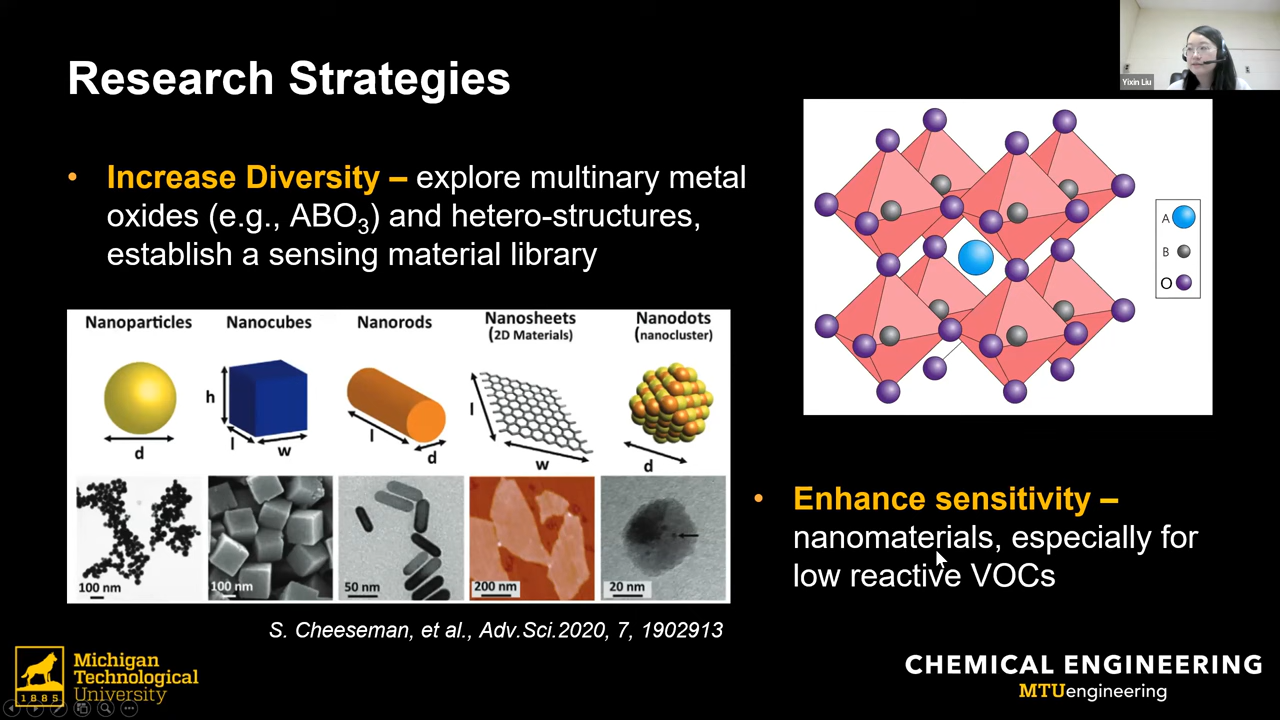 Research Strategies
Yixin Liu
• Increase Diversity – explore multinary metal
oxides (e.g., ABO₃) and hetero-structures,
establish a sensing material library
A
B
O
Nanoparticles
Nanocubes
Nanorods
Nanosheets
(2D Materials)
Nanodots
(nanocluster)
d
h
l
w
l
d
l
w
d
100 nm
100 nm
50 nm
200 nm
20 nm
S. Cheeseman, et al., Adv.Sci.2020, 7, 1902913
• Enhance sensitivity –
nanomaterials, especially for
low reactive VOCs
Michigan
Technological
University
1885
CHEMICAL ENGINEERING
MTUengineering